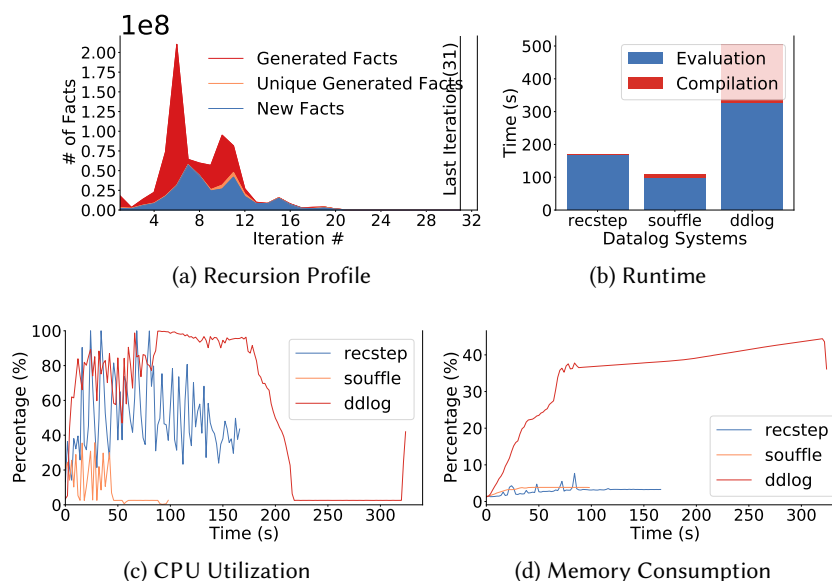 1e8
2.00
1.75
1.50
1.25
1.00
0.75
0.50
0.25
0.00
# of Facts
Generated Facts
Unique Generated Facts
New Facts
Last Iteration (31)
4 8 12 16 20 24 28 32
Iteration #
(a) Recursion Profile
500
400
300
200
100
0
Time (s)
Evaluation
Compilation
recstep souffle ddlog
Datalog Systems
(b) Runtime
100
80
60
40
20
0
Percentage (%)
recstep
souffle
ddlog
0 50 100 150 200 250 300
Time (s)
(c) CPU Utilization
40
30
20
10
0
Percentage (%)
recstep
souffle
ddlog
0 50 100 150 200 250 300
Time (s)
(d) Memory Consumption